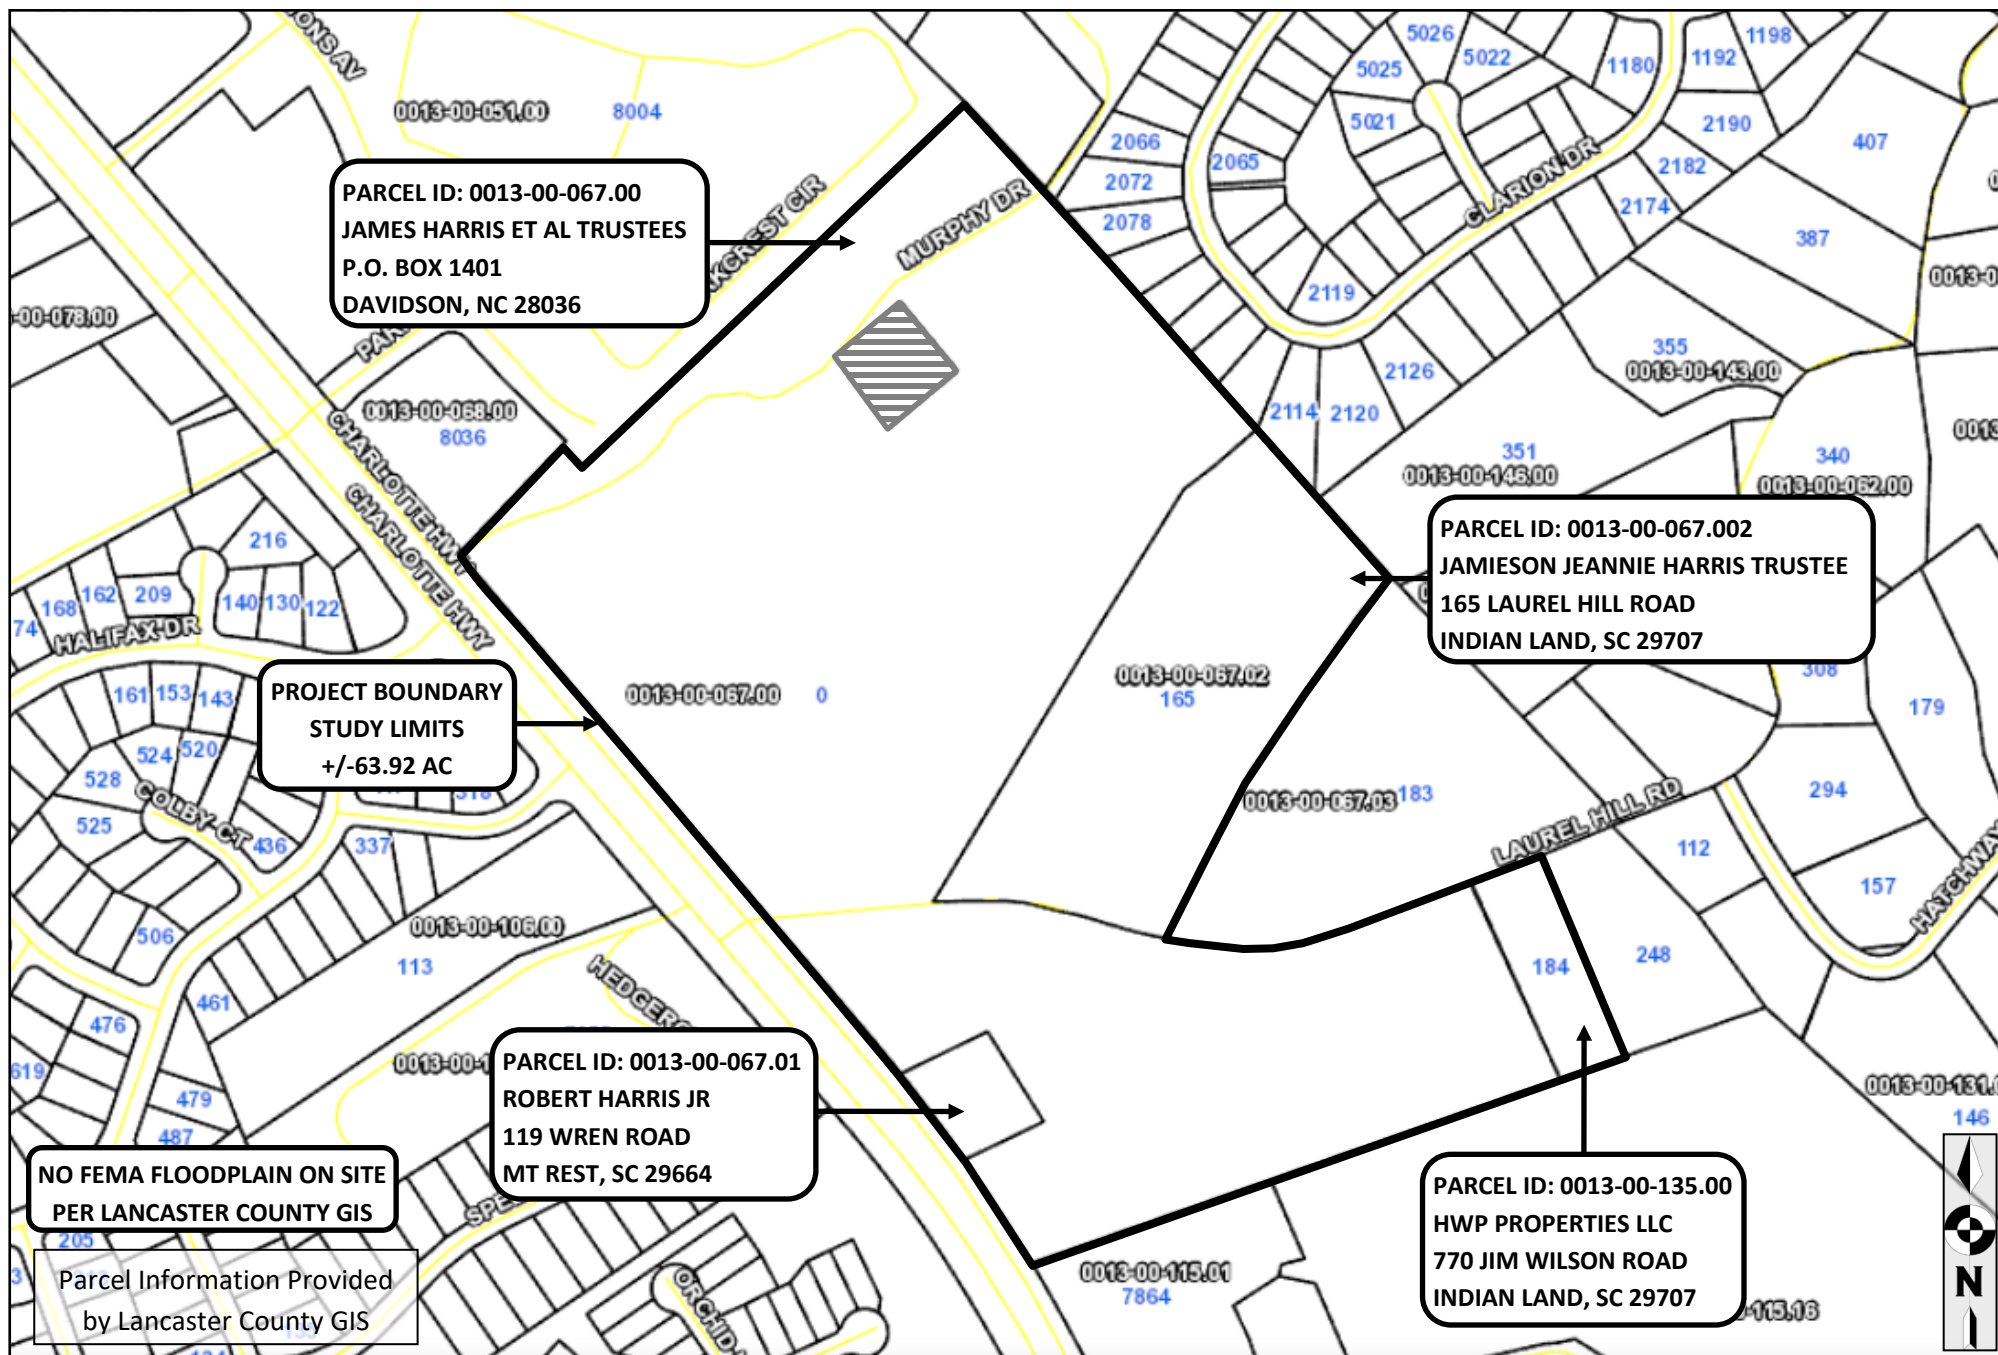 PARCEL ID: 0013-00-067.00
JAMES HARRIS ET AL TRUSTEES
P.O. BOX 1401
DAVIDSON, NC 28036
PARCEL ID: 0013-00-067.002
JAMIESON JEANNIE HARRIS TRUSTEE
165 LAUREL HILL ROAD
INDIAN LAND, SC 29707
PROJECT BOUNDARY
STUDY LIMITS
+/-63.92 AC
PARCEL ID: 0013-00-067.01
ROBERT HARRIS JR
119 WREN ROAD
MT REST, SC 29664
PARCEL ID: 0013-00-135.00
HWP PROPERTIES LLC
770 JIM WILSON ROAD
INDIAN LAND, SC 29707
NO FEMA FLOODPLAIN ON SITE
PER LANCASTER COUNTY GIS
Parcel Information Provided
by Lancaster County GIS
N
0013-00-051.00
8004
5026
5022
5025
5021
1180
1192
1198
2190
2182
2174
407
387
2066
2072
2078
2065
2119
CLARION DR
MURPHY DR
2114
2120
2126
355
0013-00-143.00
351
0013-00-146.00
340
0013-00-062.00
-00-078.00
0013-00-068.00
8036
CHARLOTTE HWY
CHARLOTTE HWY
216
209
162
168
74
140
130
122
HALIFAX DR
161
153
143
524
520
528
525
COLBY CT
436
337
506
0013-00-106.00
113
461
476
619
479
487
205
0013-00-067.00
0
0013-00-067.02
165
0013-00-067.03
183
LAUREL HILL RD
308
179
294
112
157
HATCHWAY
184
248
146
0013-00-115.01
7864